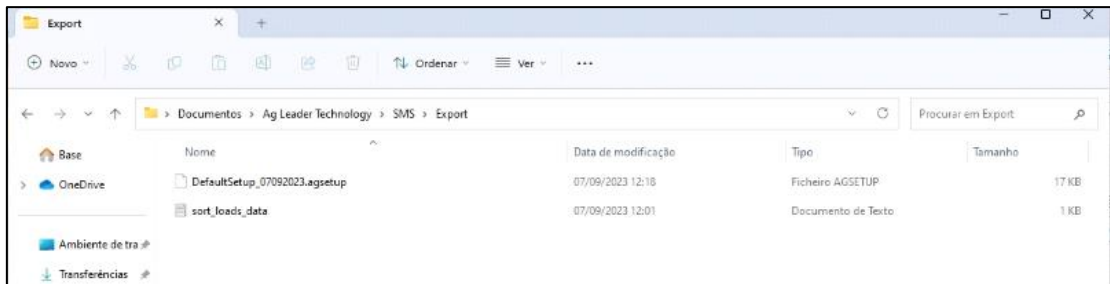 Export
Novo Ordenar Ver ...
> Documentos > Ag Leader Technology > SMS > Export Procurar em Export
Base Nome Data de modificação Tipo Tamanho
OneDrive DefaultSetup_07092023.agsetup 07/09/2023 12:18 Ficheiro AGSETUP 17 KB
sort_loads_data 07/09/2023 12:01 Documento de Texto 1 KB
Ambiente de tra
Transferências